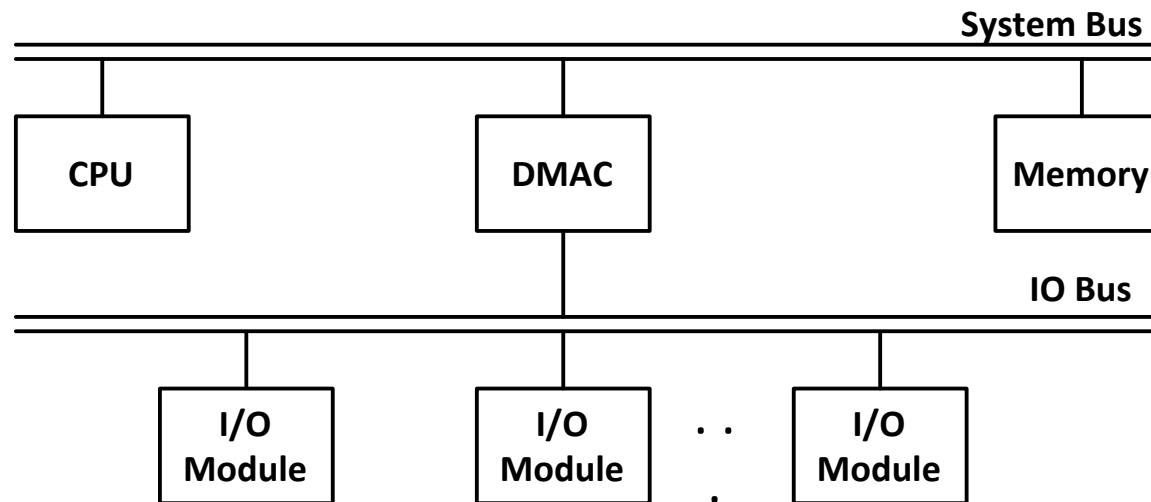 System Bus
CPU
DMAC
Memory
IO Bus
I/O
Module
I/O
Module
. .
.
I/O
Module